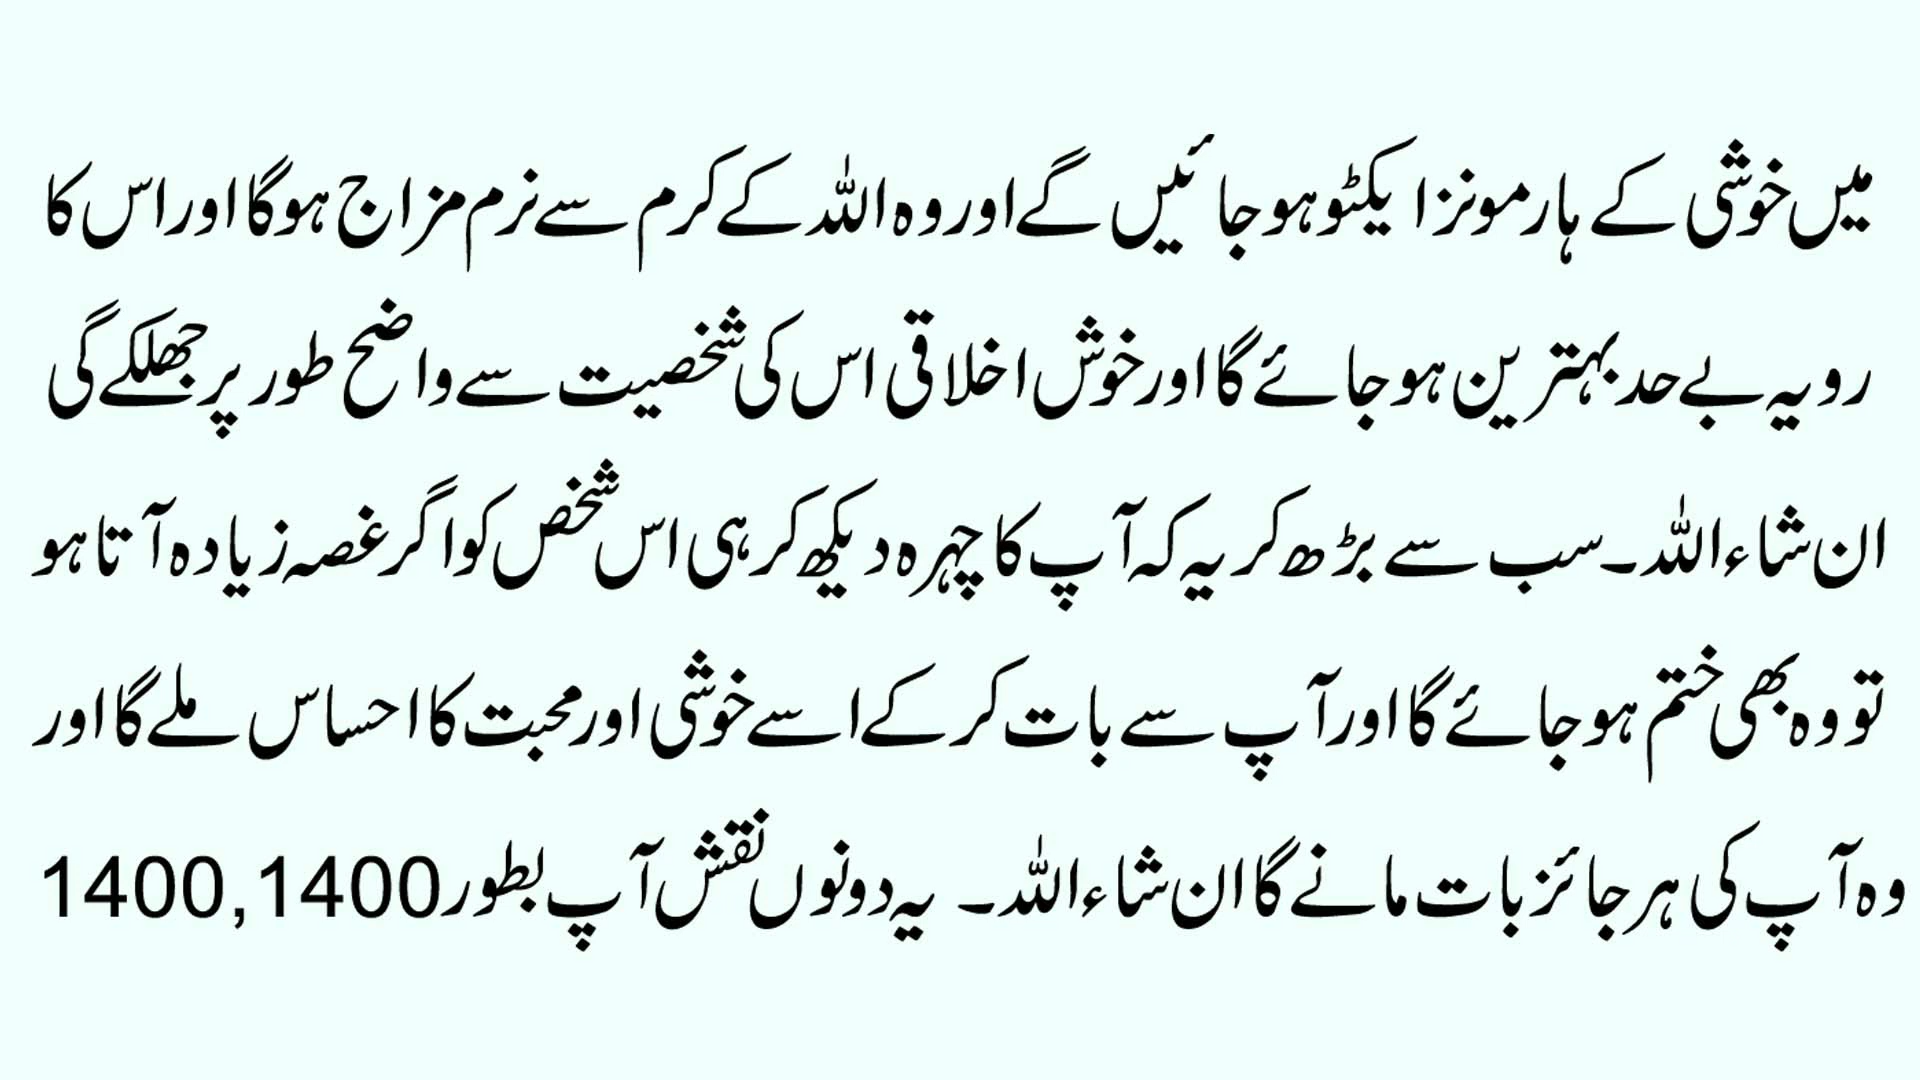 میں خوشی کے ہارمونز ایکٹو ہو جائیں گے اور وہ اللہ کے کرم سے نرم مزاج ہوگا اور اس کا
رویہ بے حد بہترین ہو جائے گا اور خوش اخلاقی اس کی شخصیت سے واضح طور پر جھلکے گی
ان شاء اللہ۔ سب سے بڑھ کر یہ کہ آپ کا چہرہ دیکھ کر ہی اس شخص کو اگر غصہ زیادہ آتا ہو
تو وہ بھی ختم ہو جائے گا اور آپ سے بات کر کے اسے خوشی اور محبت کا احساس ملے گا اور
وہ آپ کی ہر جائز بات مانے گا ان شاء اللہ۔ یہ دونوں نقش آپ بطور 1400,1400